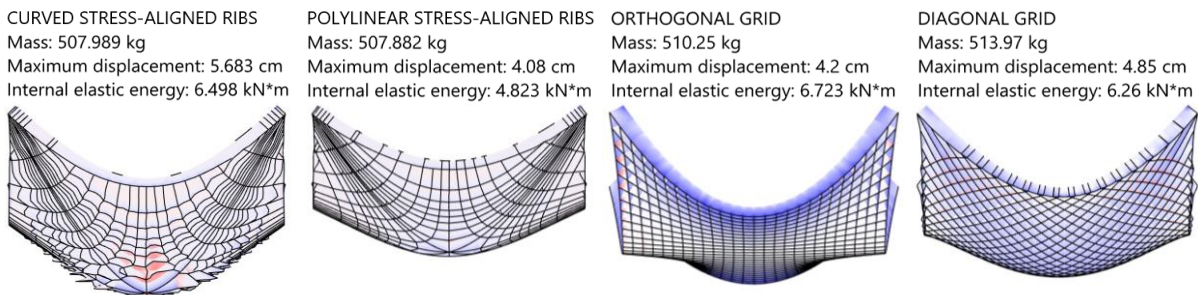 CURVED STRESS-ALIGNED RIBS
Mass: 507.989 kg
Maximum displacement: 5.683 cm
Internal elastic energy: 6.498 kN*m
POLYLINEAR STRESS-ALIGNED RIBS
Mass: 507.882 kg
Maximum displacement: 4.08 cm
Internal elastic energy: 4.823 kN*m
ORTHOGONAL GRID
Mass: 510.25 kg
Maximum displacement: 4.2 cm
Internal elastic energy: 6.723 kN*m
DIAGONAL GRID
Mass: 513.97 kg
Maximum displacement: 4.85 cm
Internal elastic energy: 6.26 kN*m